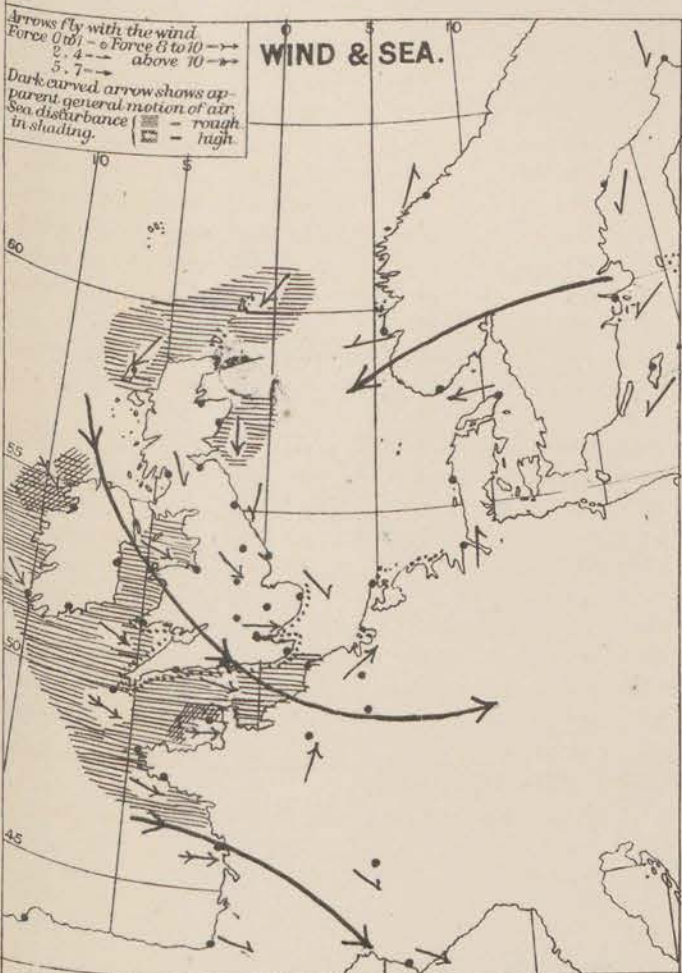 Arrows fly with the wind
Force 0 to 1 – o Force 8 to 10 –
2 . 4 – above 10 –
5 . 7 –
Dark curved arrow shows ap-
parent general motion of air
Sea disturbance { – rough
in shading. – high
WIND & SEA.
0
5
10
10
5
60
55
50
45